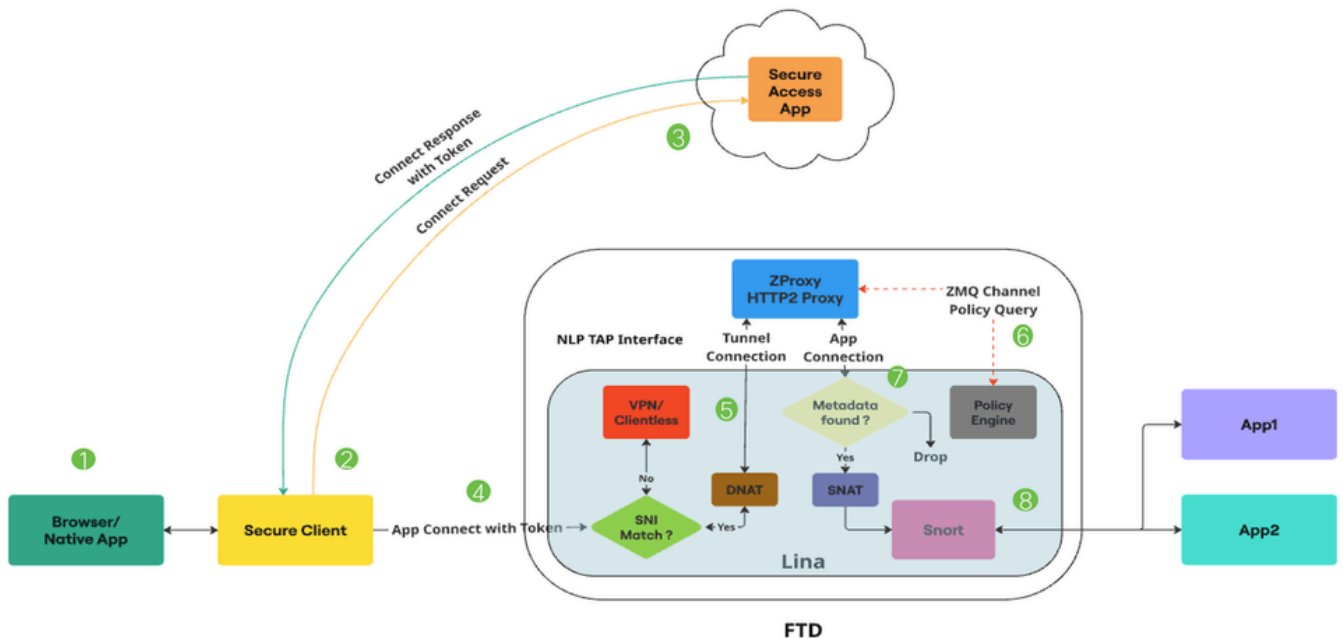 Secure
Access
App
3
Connect Response
with Token
Connect Request
ZProxy
HTTP2 Proxy
ZMQ Channel
Policy Query
6
NLP TAP Interface
Tunnel
Connection
App
Connection
7
VPN/
Clientless
5
Metadada
found ?
Policy
Engine
App1
1
2
Yes
Drop
No
4
DNAT
SNAT
8
Browser/
Native App
Secure Client
App Connect with Token
SNI
Match ?
Yes
Snort
App2
Lina
FTD